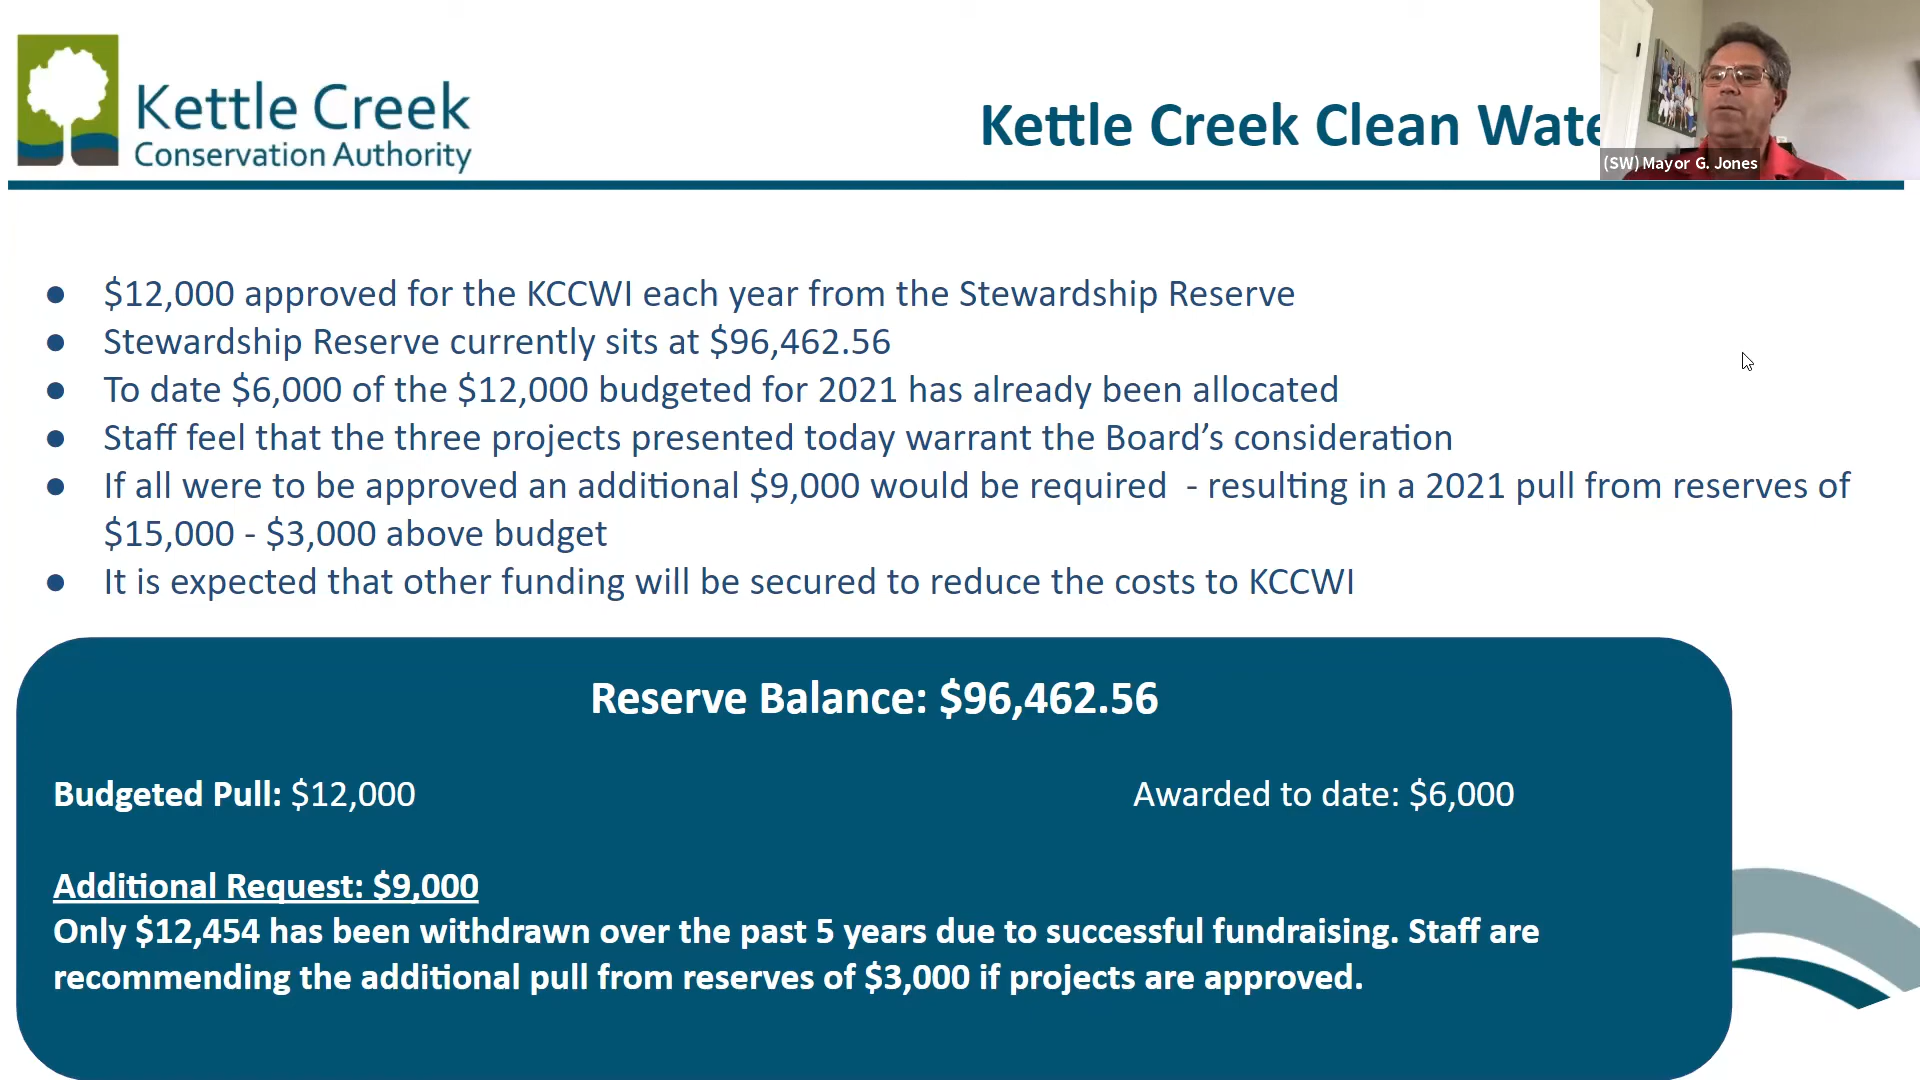 Kettle Creek
Conservation Authority
Kettle Creek Clean
(SW) Mayor G. Jones
● $12,000 approved for the KCCWI each year from the Stewardship Reserve
● Stewardship Reserve currently sits at $96,462.56
● To date $6,000 of the $12,000 budgeted for 2021 has already been allocated
● Staff feel that the three projects presented today warrant the Board’s consideration
● If all were to be approved an additional $9,000 would be required - resulting in a 2021 pull from reserves of
$15,000 - $3,000 above budget
● It is expected that other funding will be secured to reduce the costs to KCCWI
Reserve Balance: $96,462.56
Budgeted Pull: $12,000
Awarded to date: $6,000
Additional Request: $9,000
Only $12,454 has been withdrawn over the past 5 years due to successful fundraising. Staff are
recommending the additional pull from reserves of $3,000 if projects are approved.